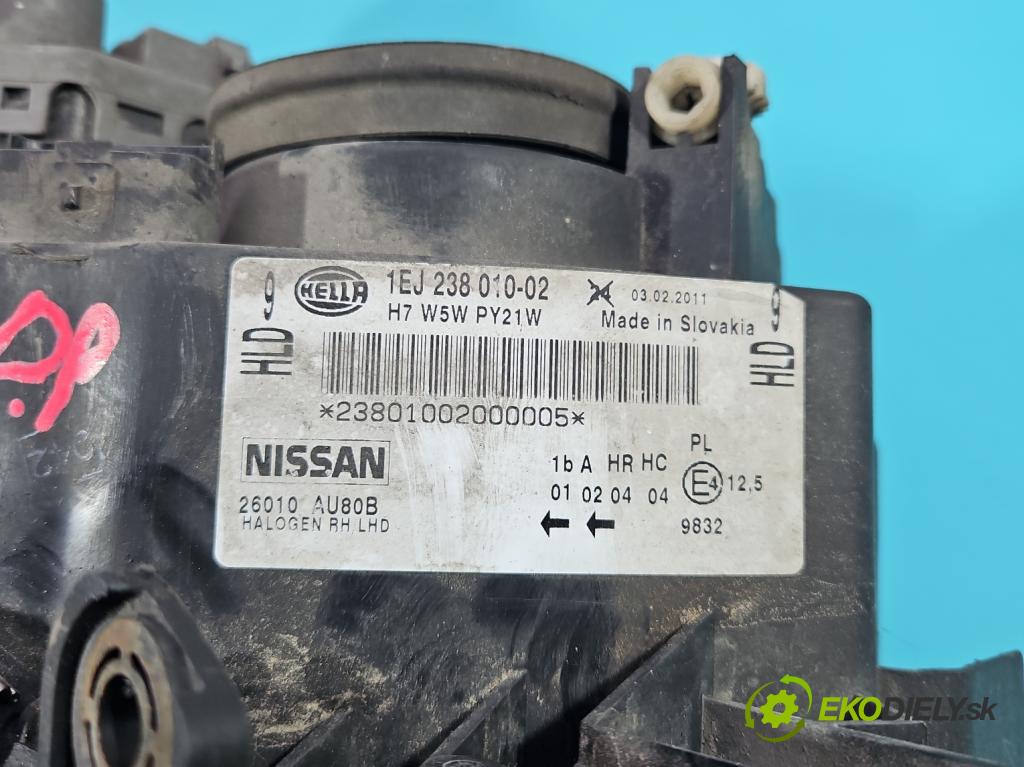 HLD 9
HELLA
1EJ 238 010-02
03.02.2011
H7 W5W PY21W
Made in Slovakia
HLD 9
*23801002000005*
NISSAN
26010 AU80B
HALOGEN RH LHD
1b A HR HC PL
01 02 04 04 E4 12,5
9832
EKODIELY.sk